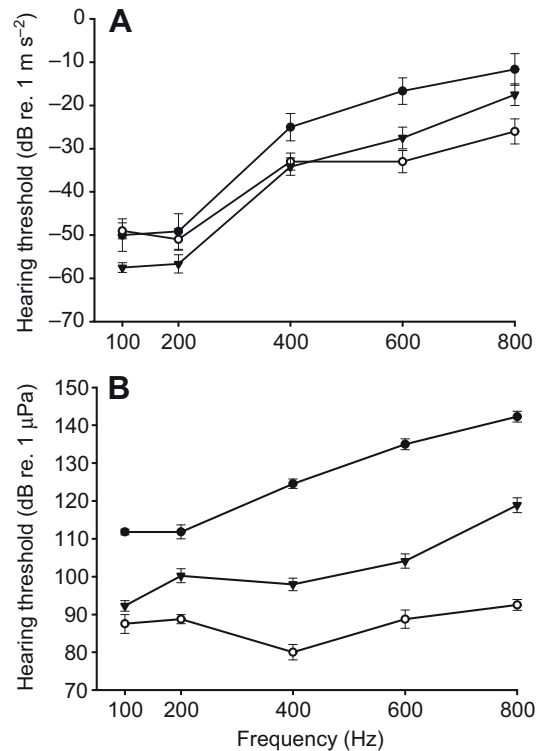 A
Hearing threshold (dB re. 1 m s⁻²)
0
–10
–20
–30
–40
–50
–60
–70
100 200 400 600 800
B
Hearing threshold (dB re. 1 μPa)
150
140
130
120
110
100
90
80
70
100 200 400 600 800
Frequency (Hz)